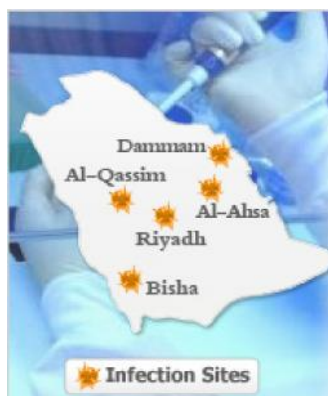 Dammam
Al-Qassim
Al-Ahsa
Riyadh
Bisha
Infection Sites